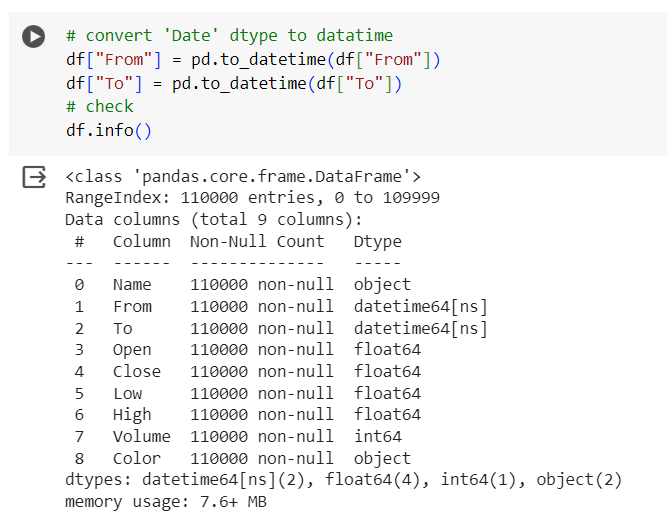 # convert 'Date' dtype to datatime
df["From"] = pd.to_datetime(df["From"])
df["To"] = pd.to_datetime(df["To"])
# check
df.info()
<class 'pandas.core.frame.DataFrame'>
RangeIndex: 110000 entries, 0 to 109999
Data columns (total 9 columns):
 #   Column  Non-Null Count   Dtype
---  ------  --------------   -----
 0   Name    110000 non-null  object
 1   From    110000 non-null  datetime64[ns]
 2   To      110000 non-null  datetime64[ns]
 3   Open    110000 non-null  float64
 4   Close   110000 non-null  float64
 5   Low     110000 non-null  float64
 6   High    110000 non-null  float64
 7   Volume  110000 non-null  int64
 8   Color   110000 non-null  object
dtypes: datetime64[ns](2), float64(4), int64(1), object(2)
memory usage: 7.6+ MB